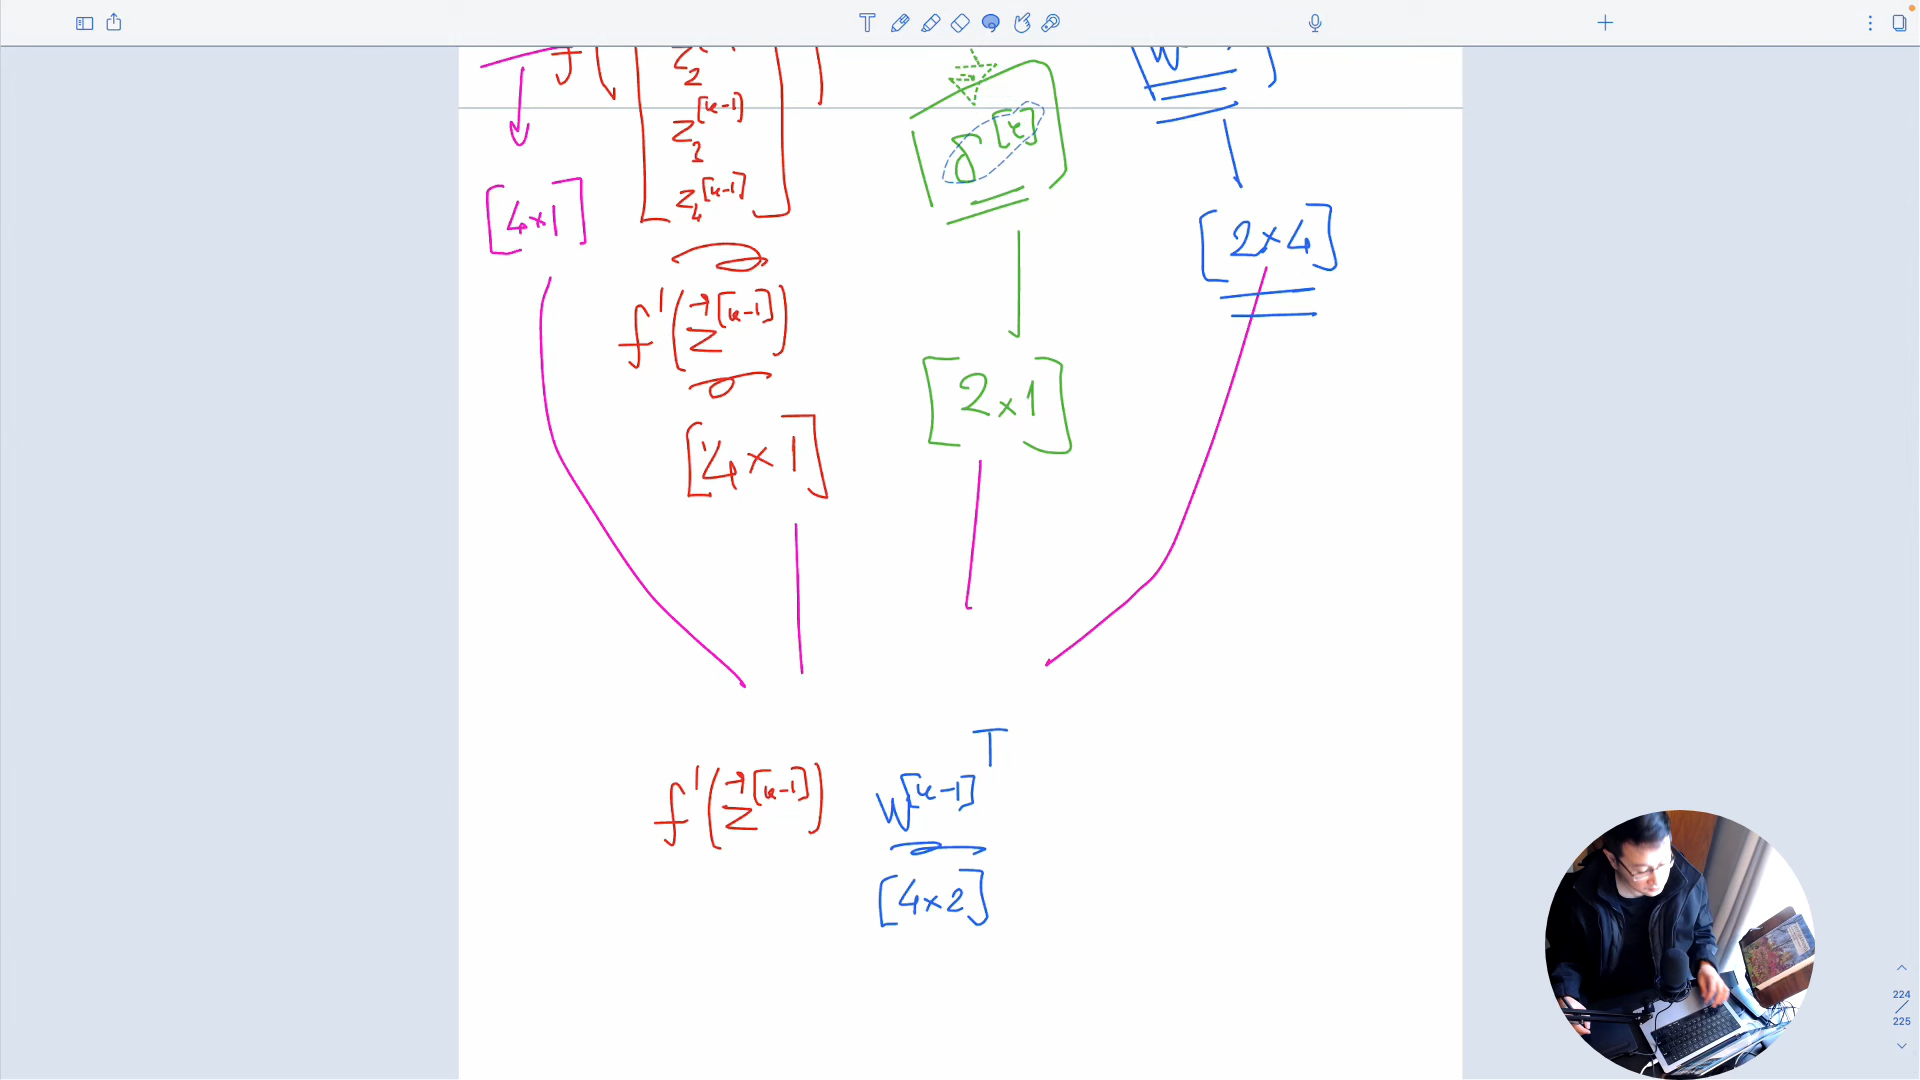 z₂
z₃^[k-1]
z₄^[k-1]
[4×1]
f'(z⃗^[k-1])
[4×1]
δ^[k]
[2×1]
W
[2×4]
f'(z⃗^[k-1]) W^[k-1]^T
[4×2]
224
225